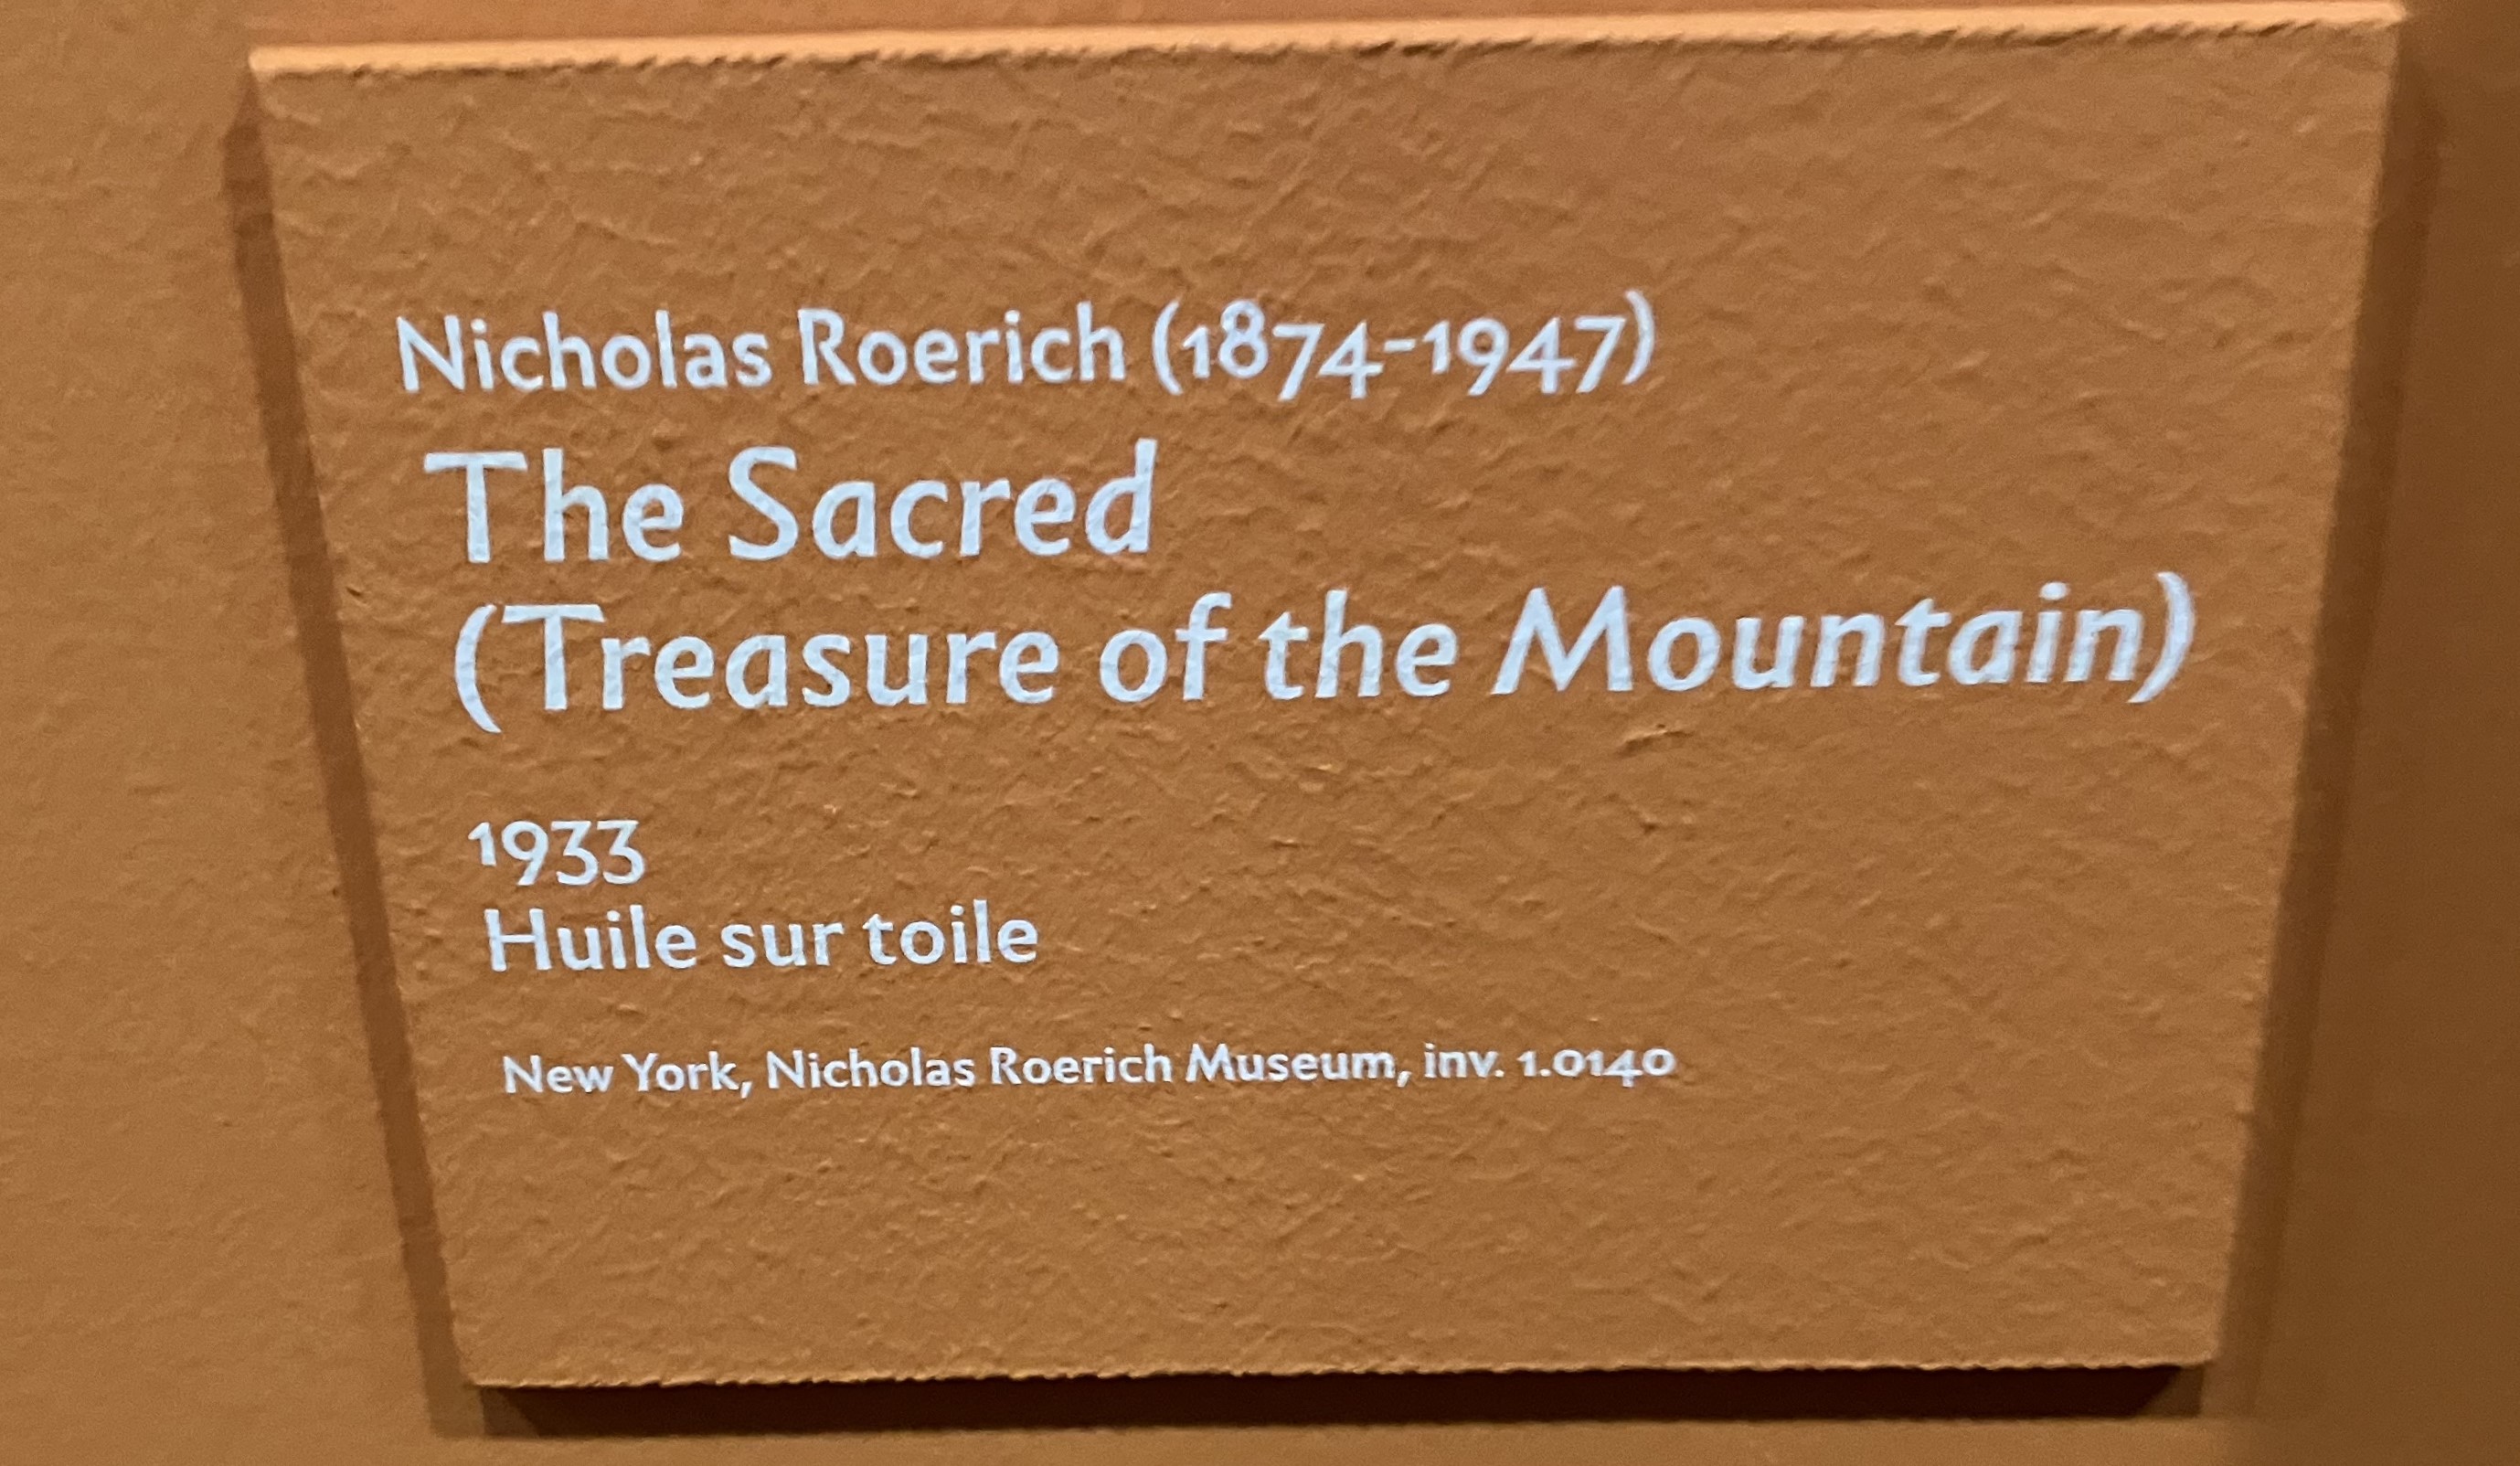 Nicholas Roerich (1874-1947)
The Sacred
(Treasure of the Mountain)
1933
Huile sur toile
New York, Nicholas Roerich Museum, inv. 1.0140